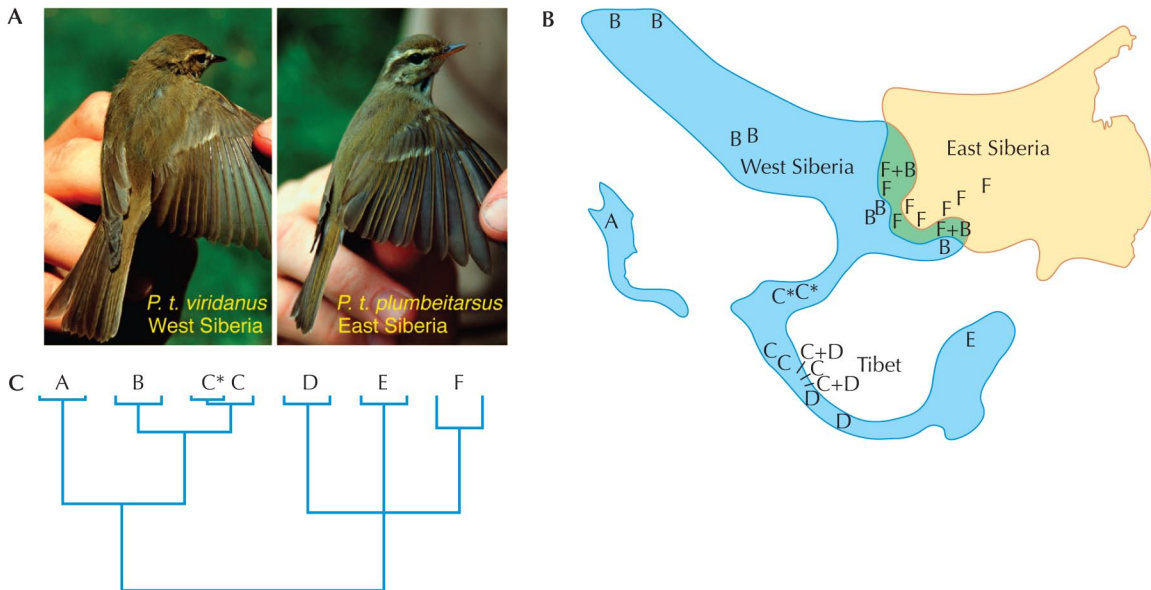 A
P. t. viridanus
West Siberia
P. t. plumbeitarsus
East Siberia
B
B B
B B
West Siberia
East Siberia
F+B
F
F
F
F
B
B
F
F
F+B
B
A
C* C*
C
C
C+D
C
C+D
Tibet
D
D
E
C
A B C* C D E F